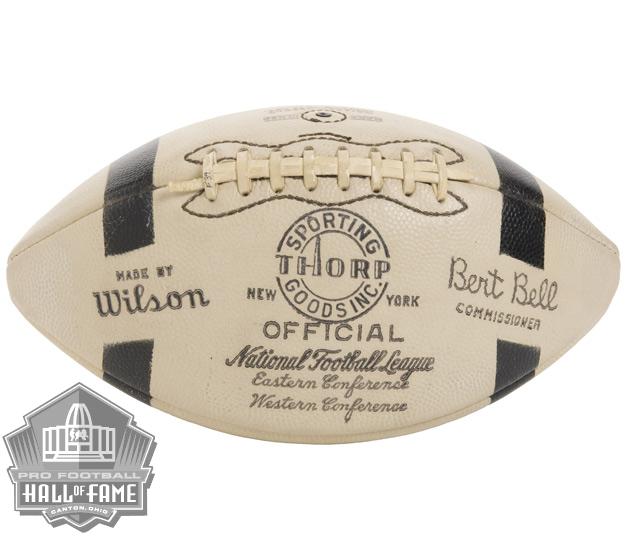 SPORTING
THORP
GOODS INC.
NEW YORK
MADE BY
Wilson
Bert Bell
COMMISSIONER
OFFICIAL
National Football League
Eastern Conference
Western Conference
PRO FOOTBALL
HALL OF FAME
CANTON, OHIO